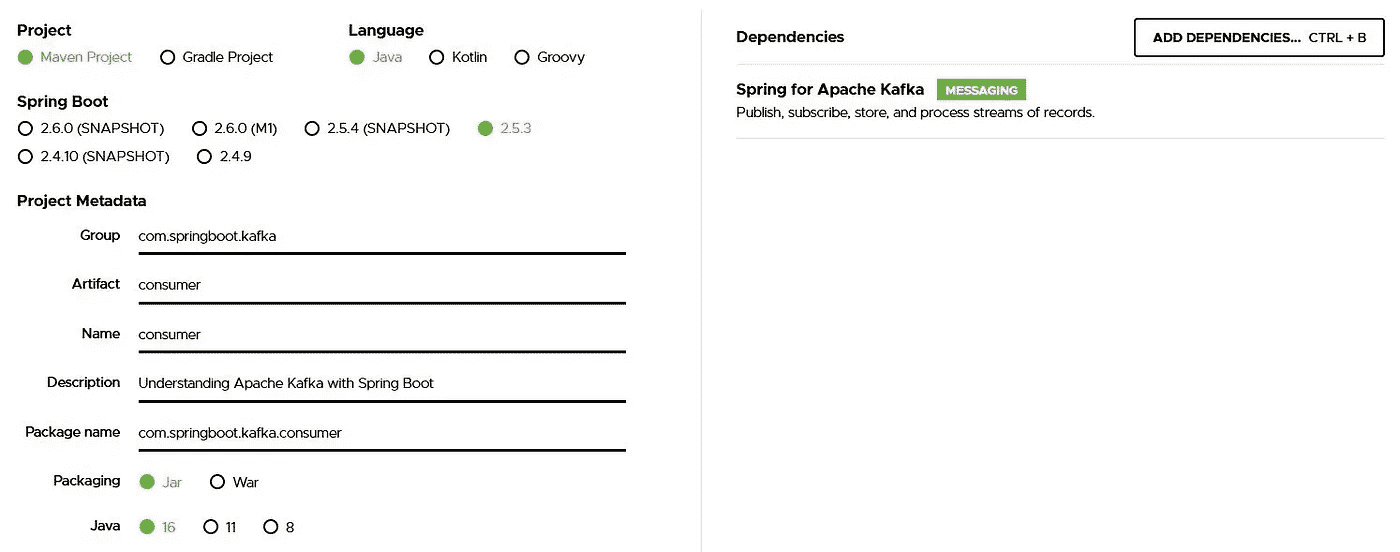 Project
Maven Project Gradle Project
Language
Java Kotlin Groovy
Spring Boot
2.6.0 (SNAPSHOT) 2.6.0 (M1) 2.5.4 (SNAPSHOT) 2.5.3
2.4.10 (SNAPSHOT) 2.4.9
Project Metadata
Group com.springboot.kafka
Artifact consumer
Name consumer
Description Understanding Apache Kafka with Spring Boot
Package name com.springboot.kafka.consumer
Packaging Jar War
Java 16 11 8
Dependencies ADD DEPENDENCIES... CTRL + B
Spring for Apache Kafka MESSAGING
Publish, subscribe, store, and process streams of records.